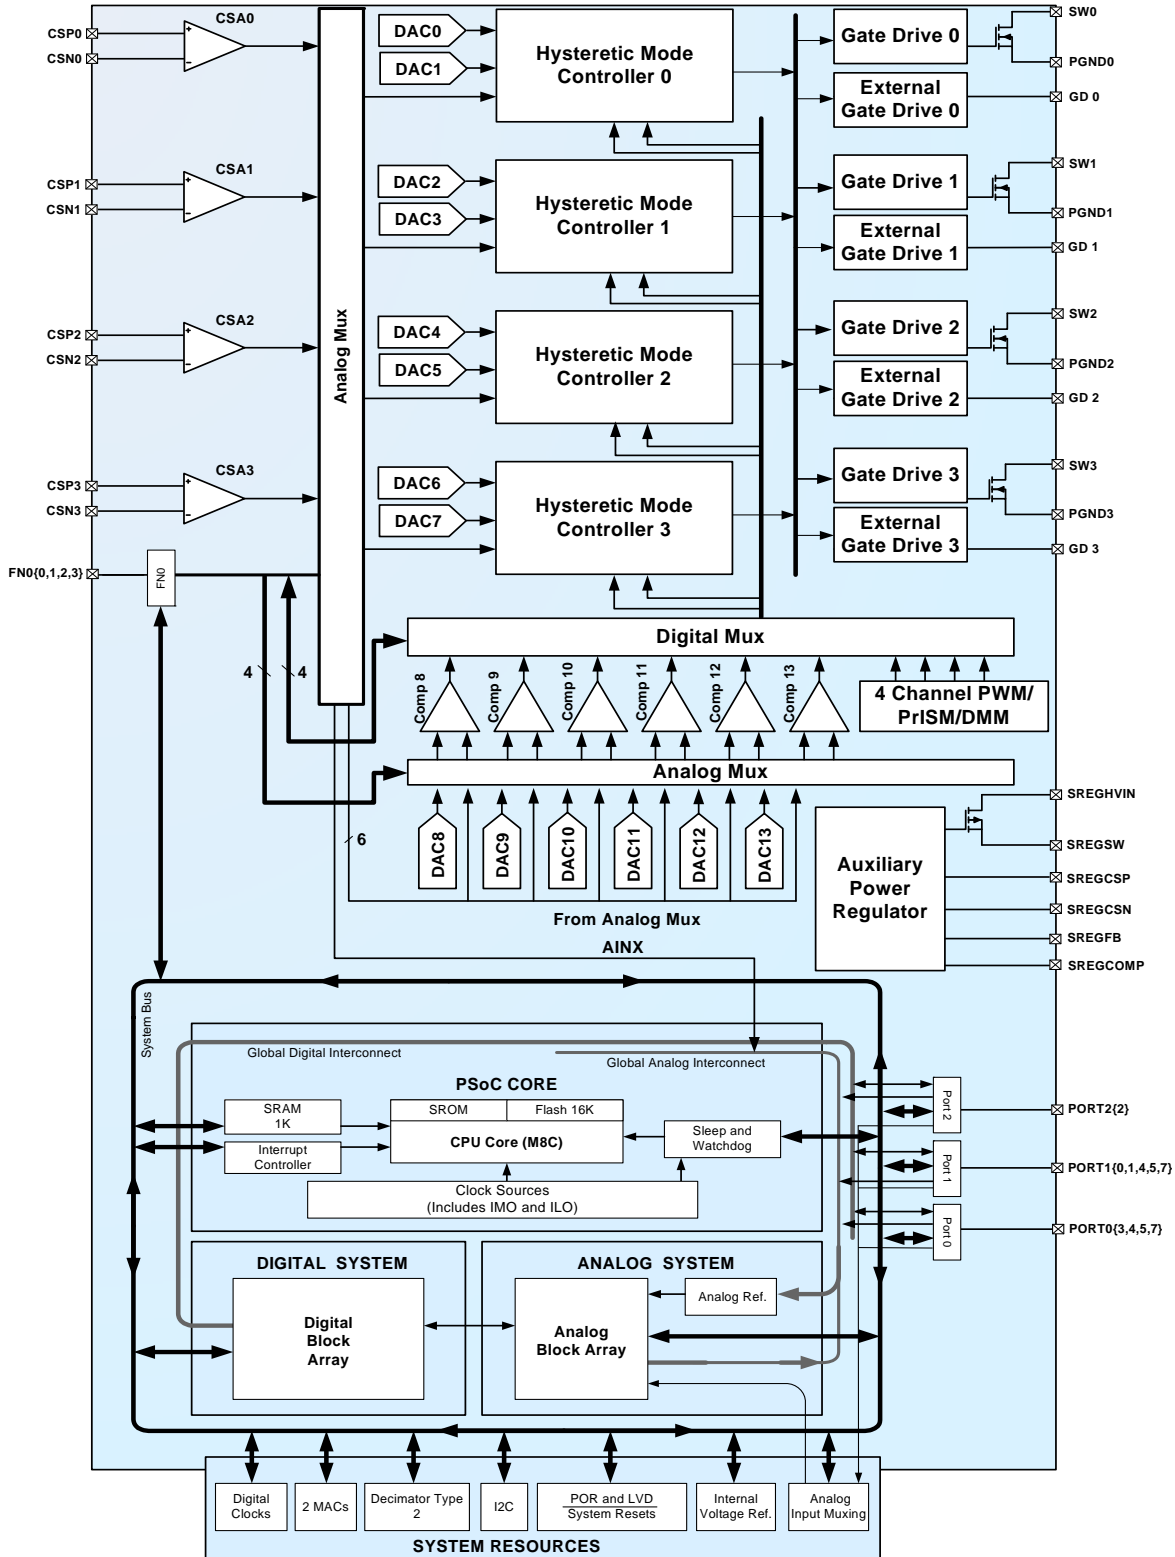 CSA0
CSP0
CSN0
CSA1
CSP1
CSN1
CSA2
CSP2
CSN2
CSA3
CSP3
CSN3
FN0{0,1,2,3}
FN0
Analog Mux
DAC0
DAC1
Hysteretic Mode
Controller 0
DAC2
DAC3
Hysteretic Mode
Controller 1
DAC4
DAC5
Hysteretic Mode
Controller 2
DAC6
DAC7
Hysteretic Mode
Controller 3
Gate Drive 0
External
Gate Drive 0
SW0
PGND0
GD 0
Gate Drive 1
External
Gate Drive 1
SW1
PGND1
GD 1
Gate Drive 2
External
Gate Drive 2
SW2
PGND2
GD 2
Gate Drive 3
External
Gate Drive 3
SW3
PGND3
GD 3
4
4
Digital Mux
Comp 8
Comp 9
Comp 10
Comp 11
Comp 12
Comp 13
4 Channel PWM/
PrISM/DMM
Analog Mux
6
DAC8
DAC9
DAC10
DAC11
DAC12
DAC13
From Analog Mux
AINX
Auxiliary
Power
Regulator
SREGHVIN
SREGSW
SREGCSP
SREGCSN
SREGFB
SREGCOMP
System Bus
Global Digital Interconnect
Global Analog Interconnect
PSoC CORE
SRAM
1K
Interrupt
Controller
SROM
Flash 16K
CPU Core (M8C)
Sleep and
Watchdog
Clock Sources
(Includes IMO and ILO)
Port 2
Port 1
Port 0
PORT2{2}
PORT1{0,1,4,5,7}
PORT0{3,4,5,7}
DIGITAL SYSTEM
Digital
Block
Array
ANALOG SYSTEM
Analog Ref.
Analog
Block Array
Digital
Clocks
2 MACs
Decimator Type
2
I2C
POR and LVD
System Resets
Internal
Voltage Ref.
Analog
Input Muxing
SYSTEM RESOURCES